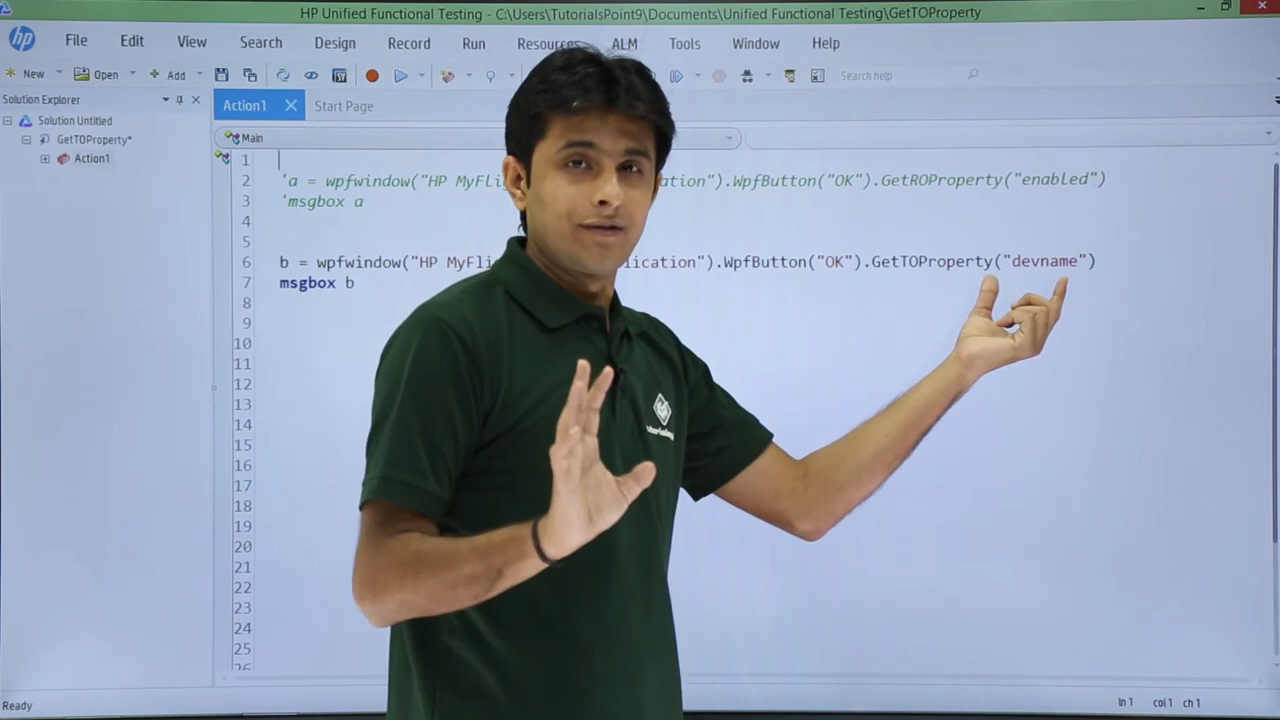 HP Unified Functional Testing - C:\Users\TutorialsPoint9\Documents\Unified Functional Testing\GetTOProperty
hp File Edit View Search Design Record Run Resources ALM Tools Window Help
New Open Add Search help
Solution Explorer
Action1 Start Page
Solution Untitled
GetTOProperty*
Action1
Main
1
2 'a = wpfwindow("HP MyFli ation").WpfButton("OK").GetROProperty("enabled")
3 'msgbox a
4
5
6 b = wpfwindow("HP MyFli lication").WpfButton("OK").GetTOProperty("devname")
7 msgbox b
8
9
10
11
12
13
14
15
16
17
18
19
20
21
22
23
24
25
26
Ready ln 1 col 1 ch 1